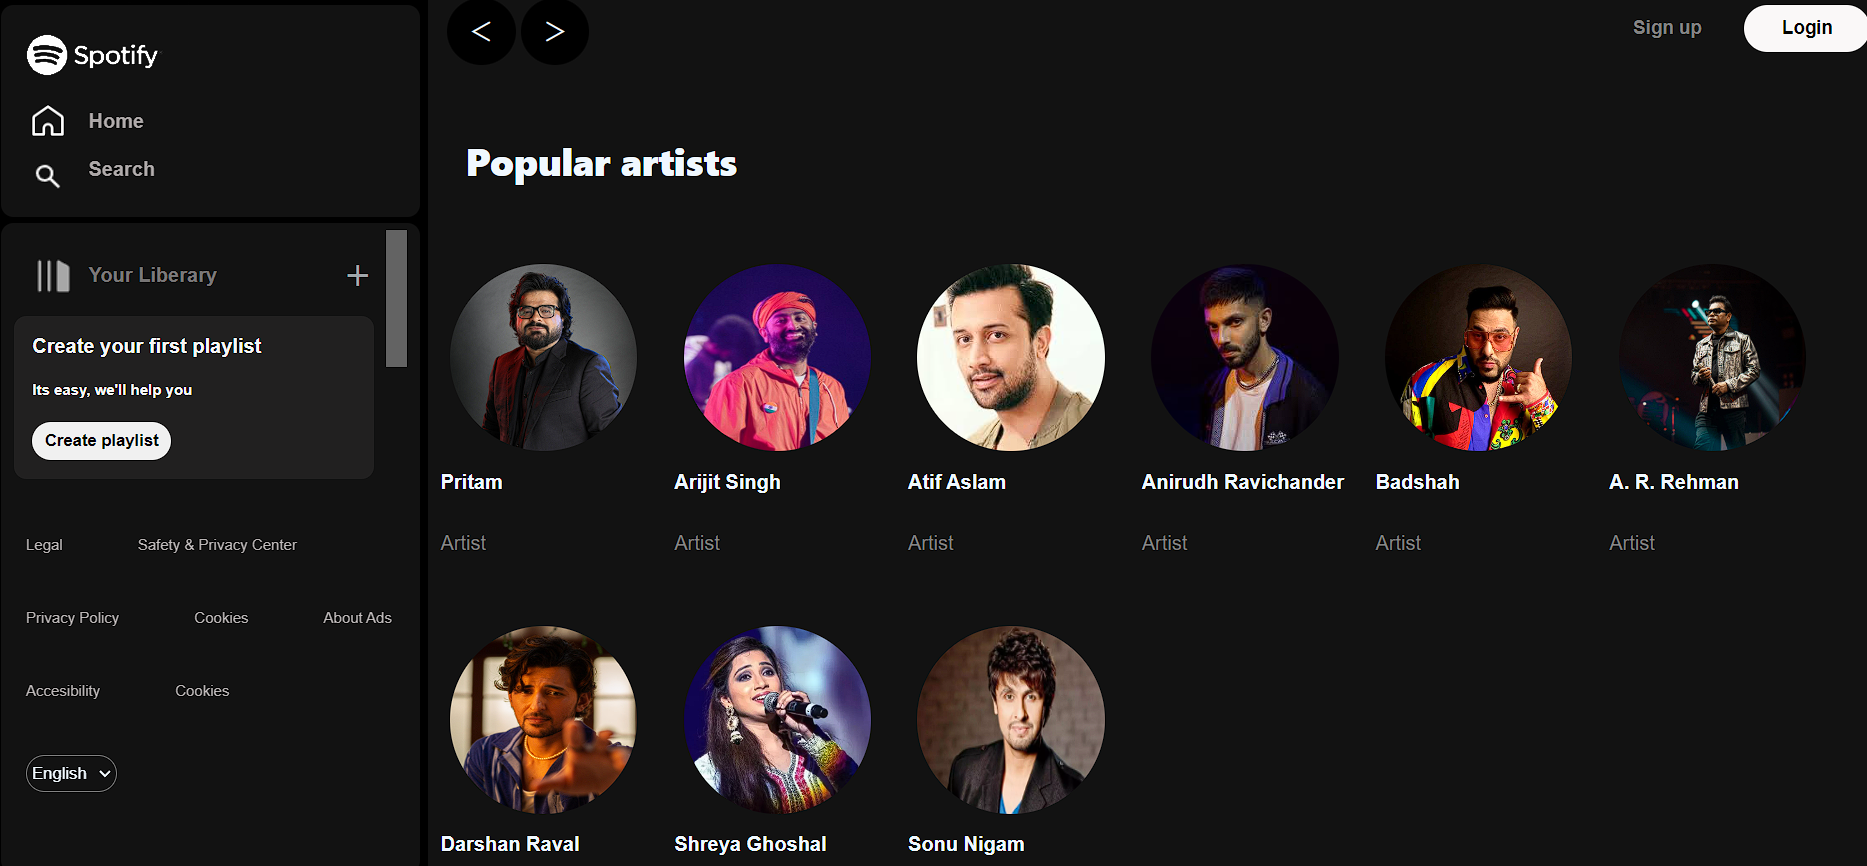 Spotify
Home
Search
Your Liberary
Create your first playlist
Its easy, we'll help you
Create playlist
Legal Safety & Privacy Center
Privacy Policy Cookies About Ads
Accesibility Cookies
English
< >
Sign up Login
Popular artists
Pritam Arijit Singh Atif Aslam Anirudh Ravichander Badshah A. R. Rehman
Artist Artist Artist Artist Artist Artist
Darshan Raval Shreya Ghoshal Sonu Nigam